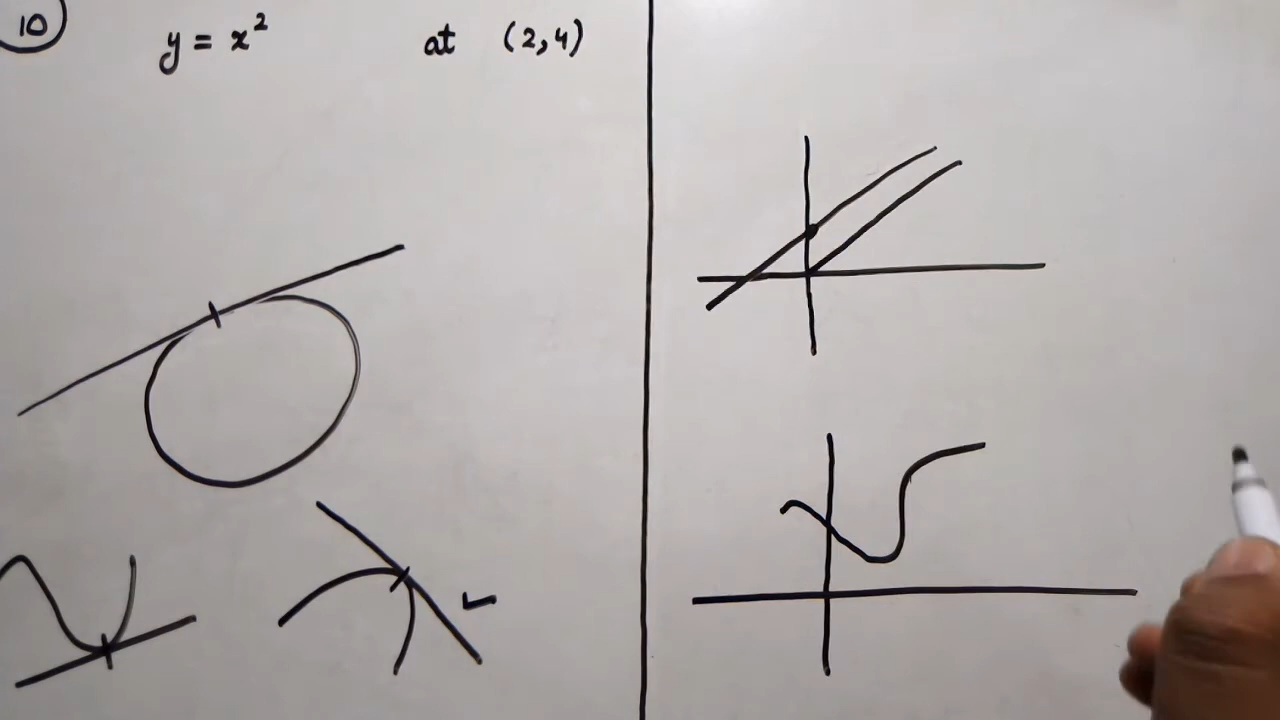 10
y = x² at (2,4)